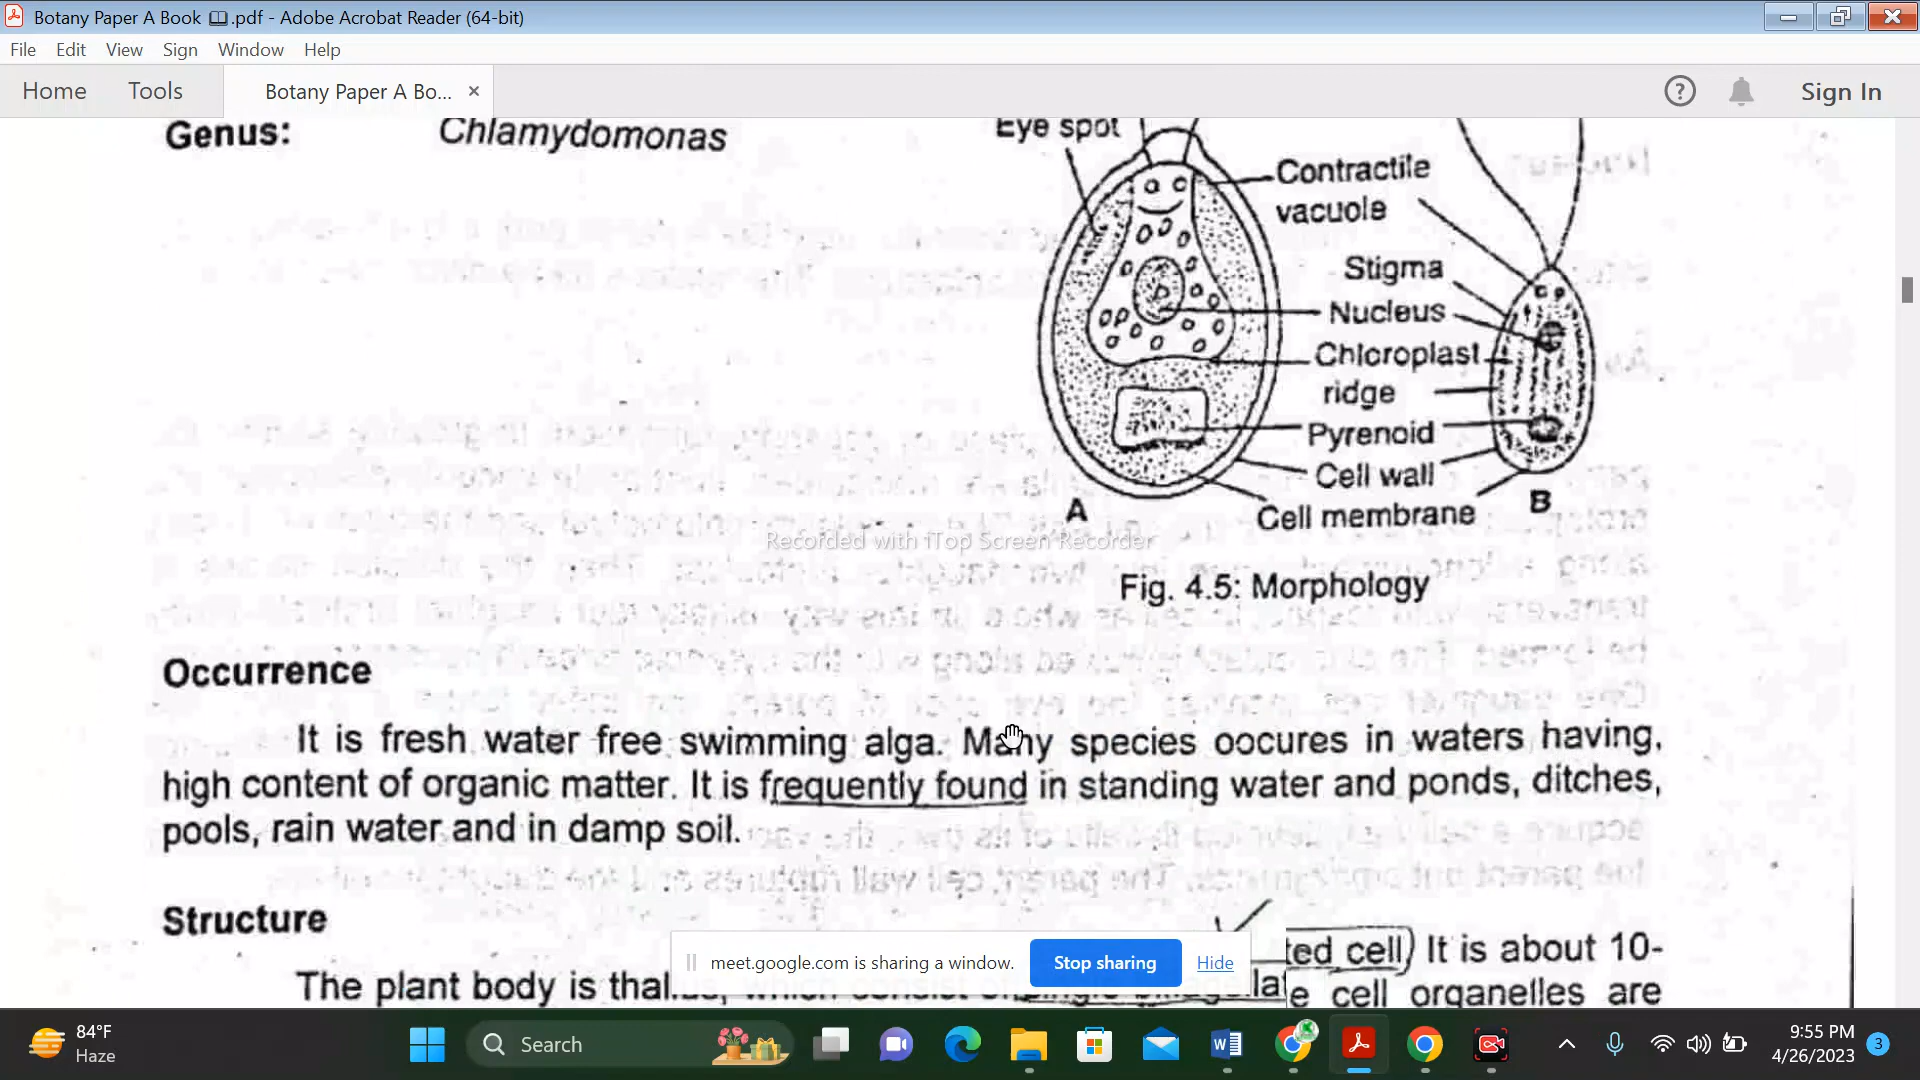 Botany Paper A Book 📖.pdf - Adobe Acrobat Reader (64-bit)
File Edit View Sign Window Help
Home Tools Botany Paper A Bo... × Sign In
Genus: Chlamydomonas
Eye spot
Contractile
vacuole
Stigma
Nucleus
Chloroplast
ridge
Pyrenoid
Cell wall
Cell membrane
A
B
Recorded with iTop Screen Recorder
Fig. 4.5: Morphology
Occurrence
It is fresh water free swimming alga. Many species oocures in waters having,
high content of organic matter. It is frequently found in standing water and ponds, ditches,
pools, rain water and in damp soil.
Structure
ted cell) It is about 10-
The plant body is thal
e cell organelles are
meet.google.com is sharing a window. Stop sharing Hide
84°F
Haze
Search
9:55 PM
4/26/2023
3